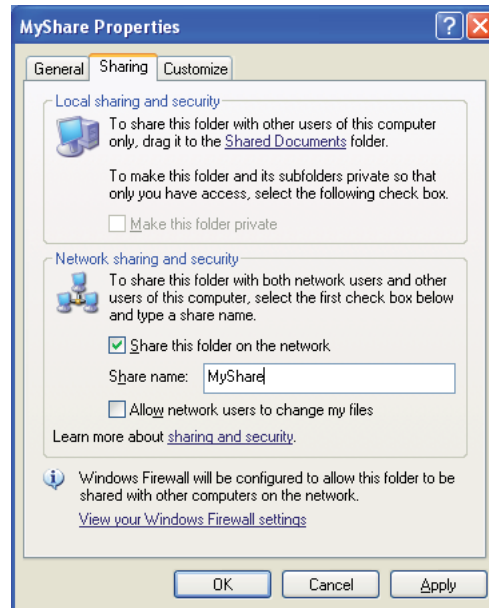 MyShare Properties
General Sharing Customize
Local sharing and security
To share this folder with other users of this computer
only, drag it to the Shared Documents folder.
To make this folder and its subfolders private so that
only you have access, select the following check box.
Make this folder private
Network sharing and security
To share this folder with both network users and other
users of this computer, select the first check box below
and type a share name.
Share this folder on the network
Share name: MyShare
Allow network users to change my files
Learn more about sharing and security.
Windows Firewall will be configured to allow this folder to be
shared with other computers on the network.
View your Windows Firewall settings
OK Cancel Apply